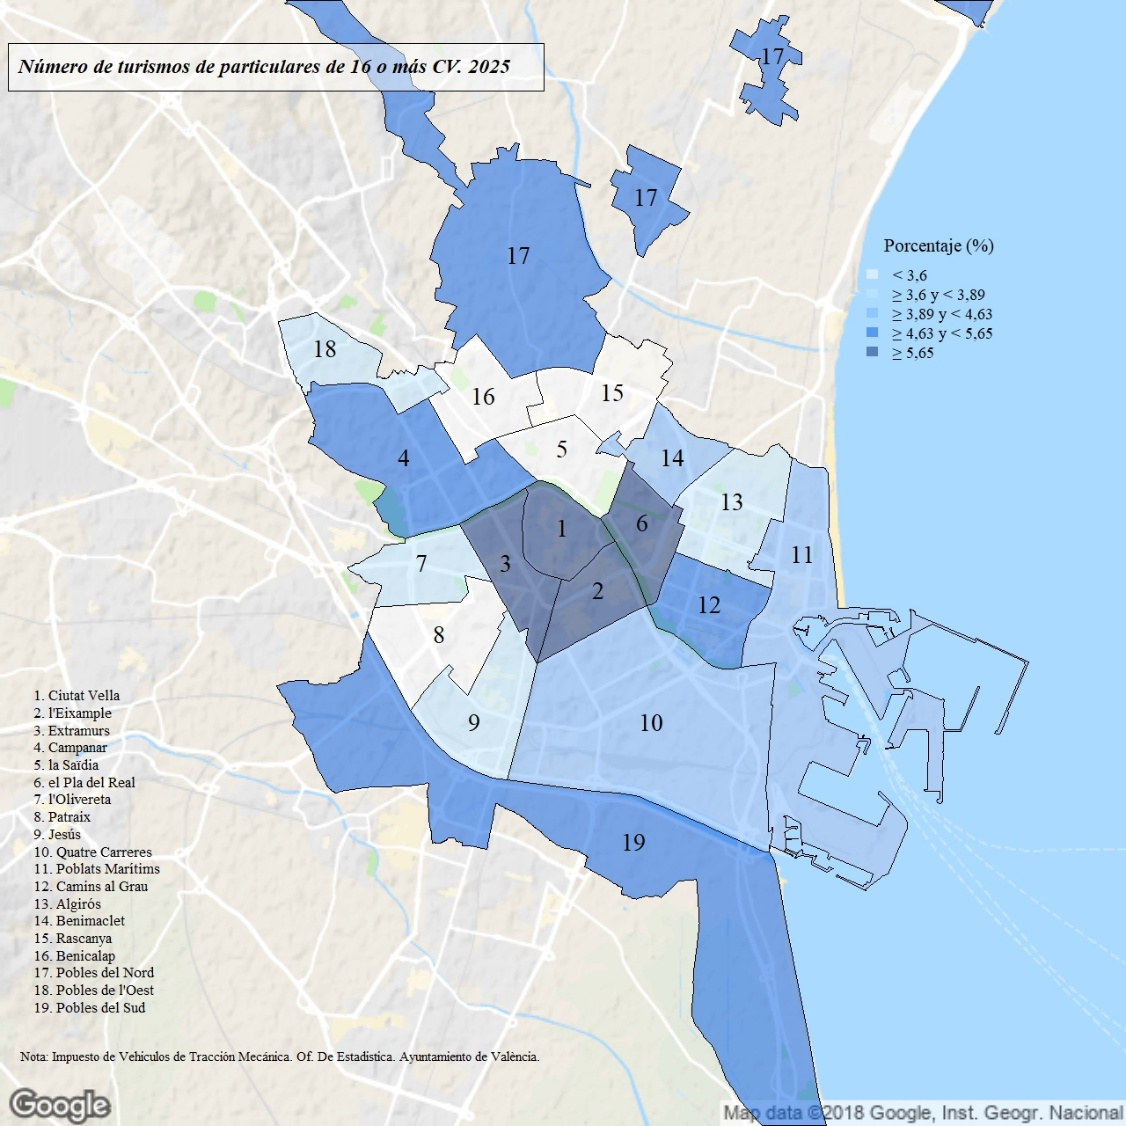 Número de turismos de particulares de 16 o más CV. 2025
17
17
17
Porcentaje (%)
< 3,6
≥ 3,6 y < 3,89
≥ 3,89 y < 4,63
≥ 4,63 y < 5,65
≥ 5,65
18
16
15
5
4
14
13
6
1
11
3
7
2
12
8
9
10
19
1. Ciutat Vella
2. l'Eixample
3. Extramurs
4. Campanar
5. la Saïdia
6. el Pla del Real
7. l'Olivereta
8. Patraix
9. Jesús
10. Quatre Carreres
11. Poblats Marítims
12. Camins al Grau
13. Algirós
14. Benimaclet
15. Rascanya
16. Benicalap
17. Pobles del Nord
18. Pobles de l'Oest
19. Pobles del Sud
Nota: Impuesto de Vehículos de Tracción Mecánica. Of. De Estadística. Ayuntamiento de València.
Google
Map data ©2018 Google, Inst. Geogr. Nacional